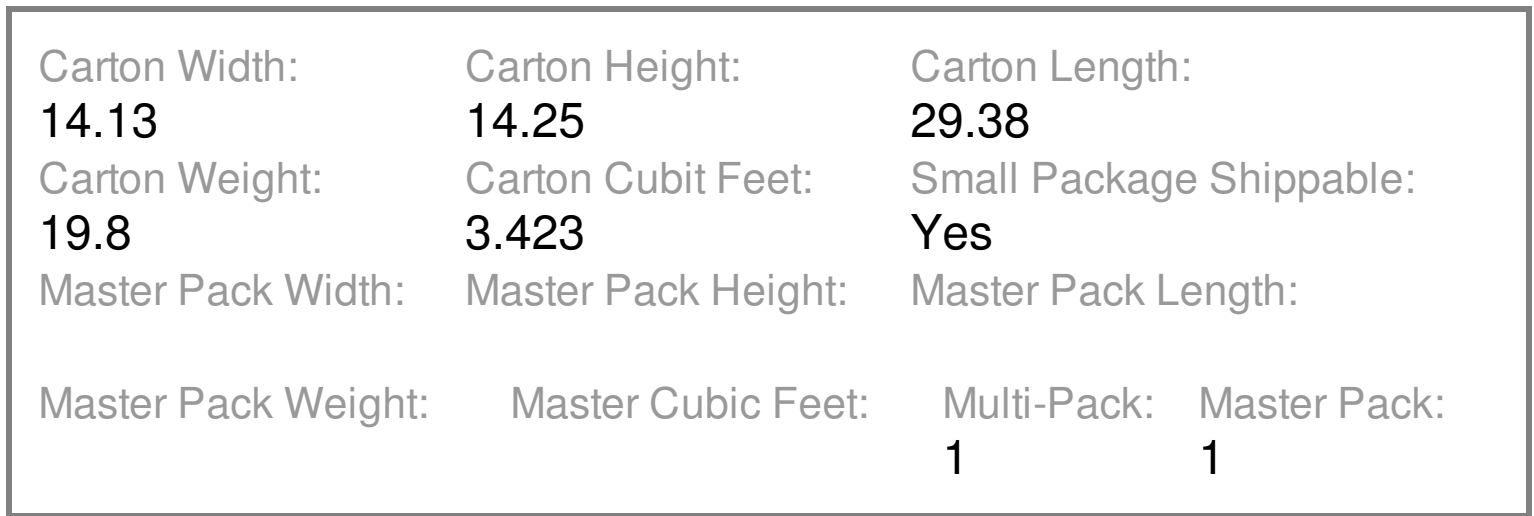 Carton Width: Carton Height: Carton Length:
14.13 14.25 29.38
Carton Weight: Carton Cubit Feet: Small Package Shippable:
19.8 3.423 Yes
Master Pack Width: Master Pack Height: Master Pack Length:
Master Pack Weight: Master Cubic Feet: Multi-Pack: Master Pack:
1 1